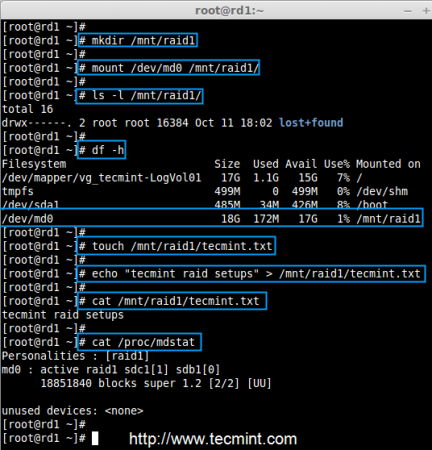 root@rd1:~
[root@rd1 ~]#
[root@rd1 ~]# mkdir /mnt/raid1
[root@rd1 ~]#
[root@rd1 ~]# mount /dev/md0 /mnt/raid1/
[root@rd1 ~]#
[root@rd1 ~]# ls -l /mnt/raid1/
total 16
drwx------. 2 root root 16384 Oct 11 18:02 lost+found
[root@rd1 ~]#
[root@rd1 ~]# df -h
Filesystem Size Used Avail Use% Mounted on
/dev/mapper/vg_tecmint-LogVol01 17G 1.1G 15G 7% /
tmpfs 499M 0 499M 0% /dev/shm
/dev/sda1 485M 34M 426M 8% /boot
/dev/md0 18G 172M 17G 1% /mnt/raid1
[root@rd1 ~]#
[root@rd1 ~]# touch /mnt/raid1/tecmint.txt
[root@rd1 ~]#
[root@rd1 ~]# echo "tecmint raid setups" > /mnt/raid1/tecmint.txt
[root@rd1 ~]#
[root@rd1 ~]# cat /mnt/raid1/tecmint.txt
tecmint raid setups
[root@rd1 ~]#
[root@rd1 ~]# cat /proc/mdstat
Personalities : [raid1]
md0 : active raid1 sdc1[1] sdb1[0]
18851840 blocks super 1.2 [2/2] [UU]
unused devices: <none>
[root@rd1 ~]#
[root@rd1 ~]# http://www.tecmint.com